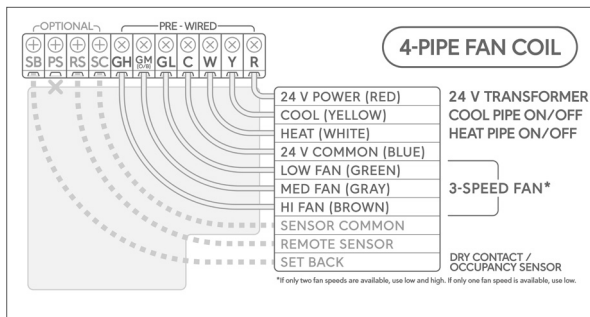 OPTIONAL
PRE - WIRED
SB PS RS SC GH GM (O/B) GL C W Y R
4-PIPE FAN COIL
24 V POWER (RED)
24 V TRANSFORMER
COOL (YELLOW)
COOL PIPE ON/OFF
HEAT (WHITE)
HEAT PIPE ON/OFF
24 V COMMON (BLUE)
LOW FAN (GREEN)
MED FAN (GRAY)
3-SPEED FAN*
HI FAN (BROWN)
SENSOR COMMON
REMOTE SENSOR
SET BACK
DRY CONTACT /
OCCUPANCY SENSOR
*If only two fan speeds are available, use low and high. If only one fan speed is available, use low.